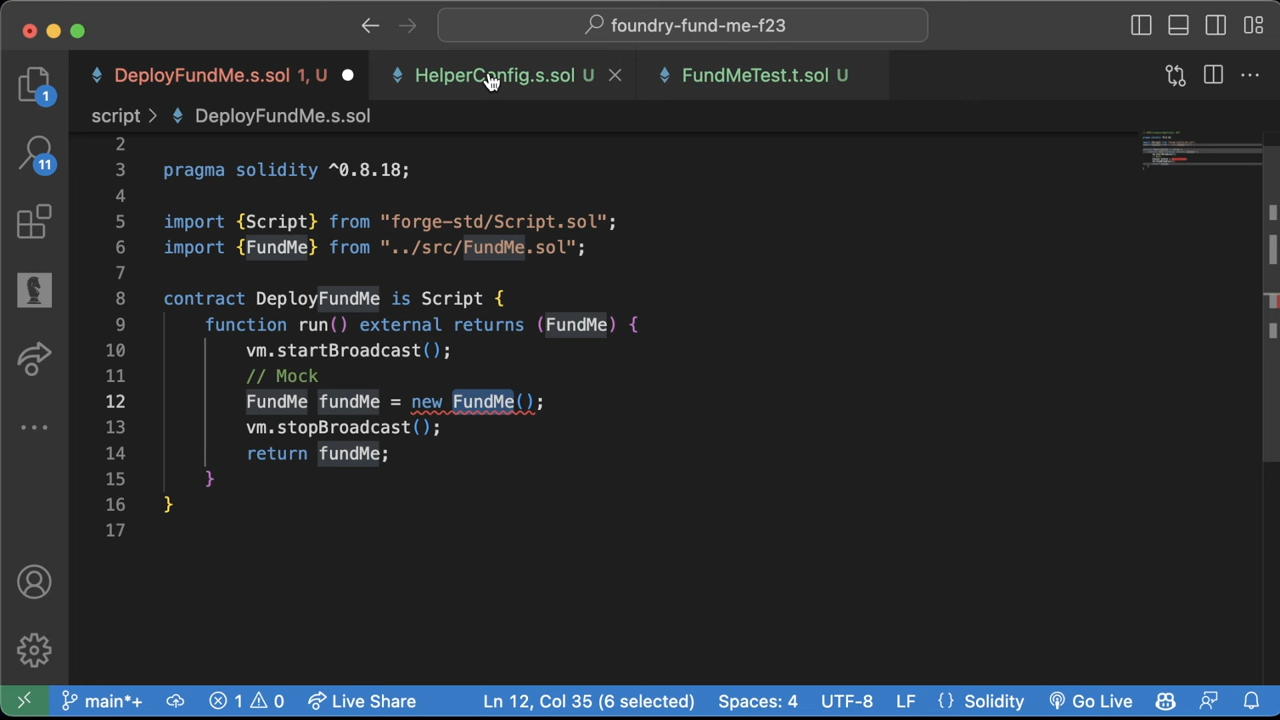 foundry-fund-me-f23
DeployFundMe.s.sol 1, U
HelperConfig.s.sol U
FundMeTest.t.sol U
script > DeployFundMe.s.sol
1
11
2
3 pragma solidity ^0.8.18;
4
5 import {Script} from "forge-std/Script.sol";
6 import {FundMe} from "../src/FundMe.sol";
7
8 contract DeployFundMe is Script {
9 function run() external returns (FundMe) {
10 vm.startBroadcast();
11 // Mock
12 FundMe fundMe = new FundMe();
13 vm.stopBroadcast();
14 return fundMe;
15 }
16 }
17
main*+ 1 0 Live Share Ln 12, Col 35 (6 selected) Spaces: 4 UTF-8 LF {} Solidity Go Live